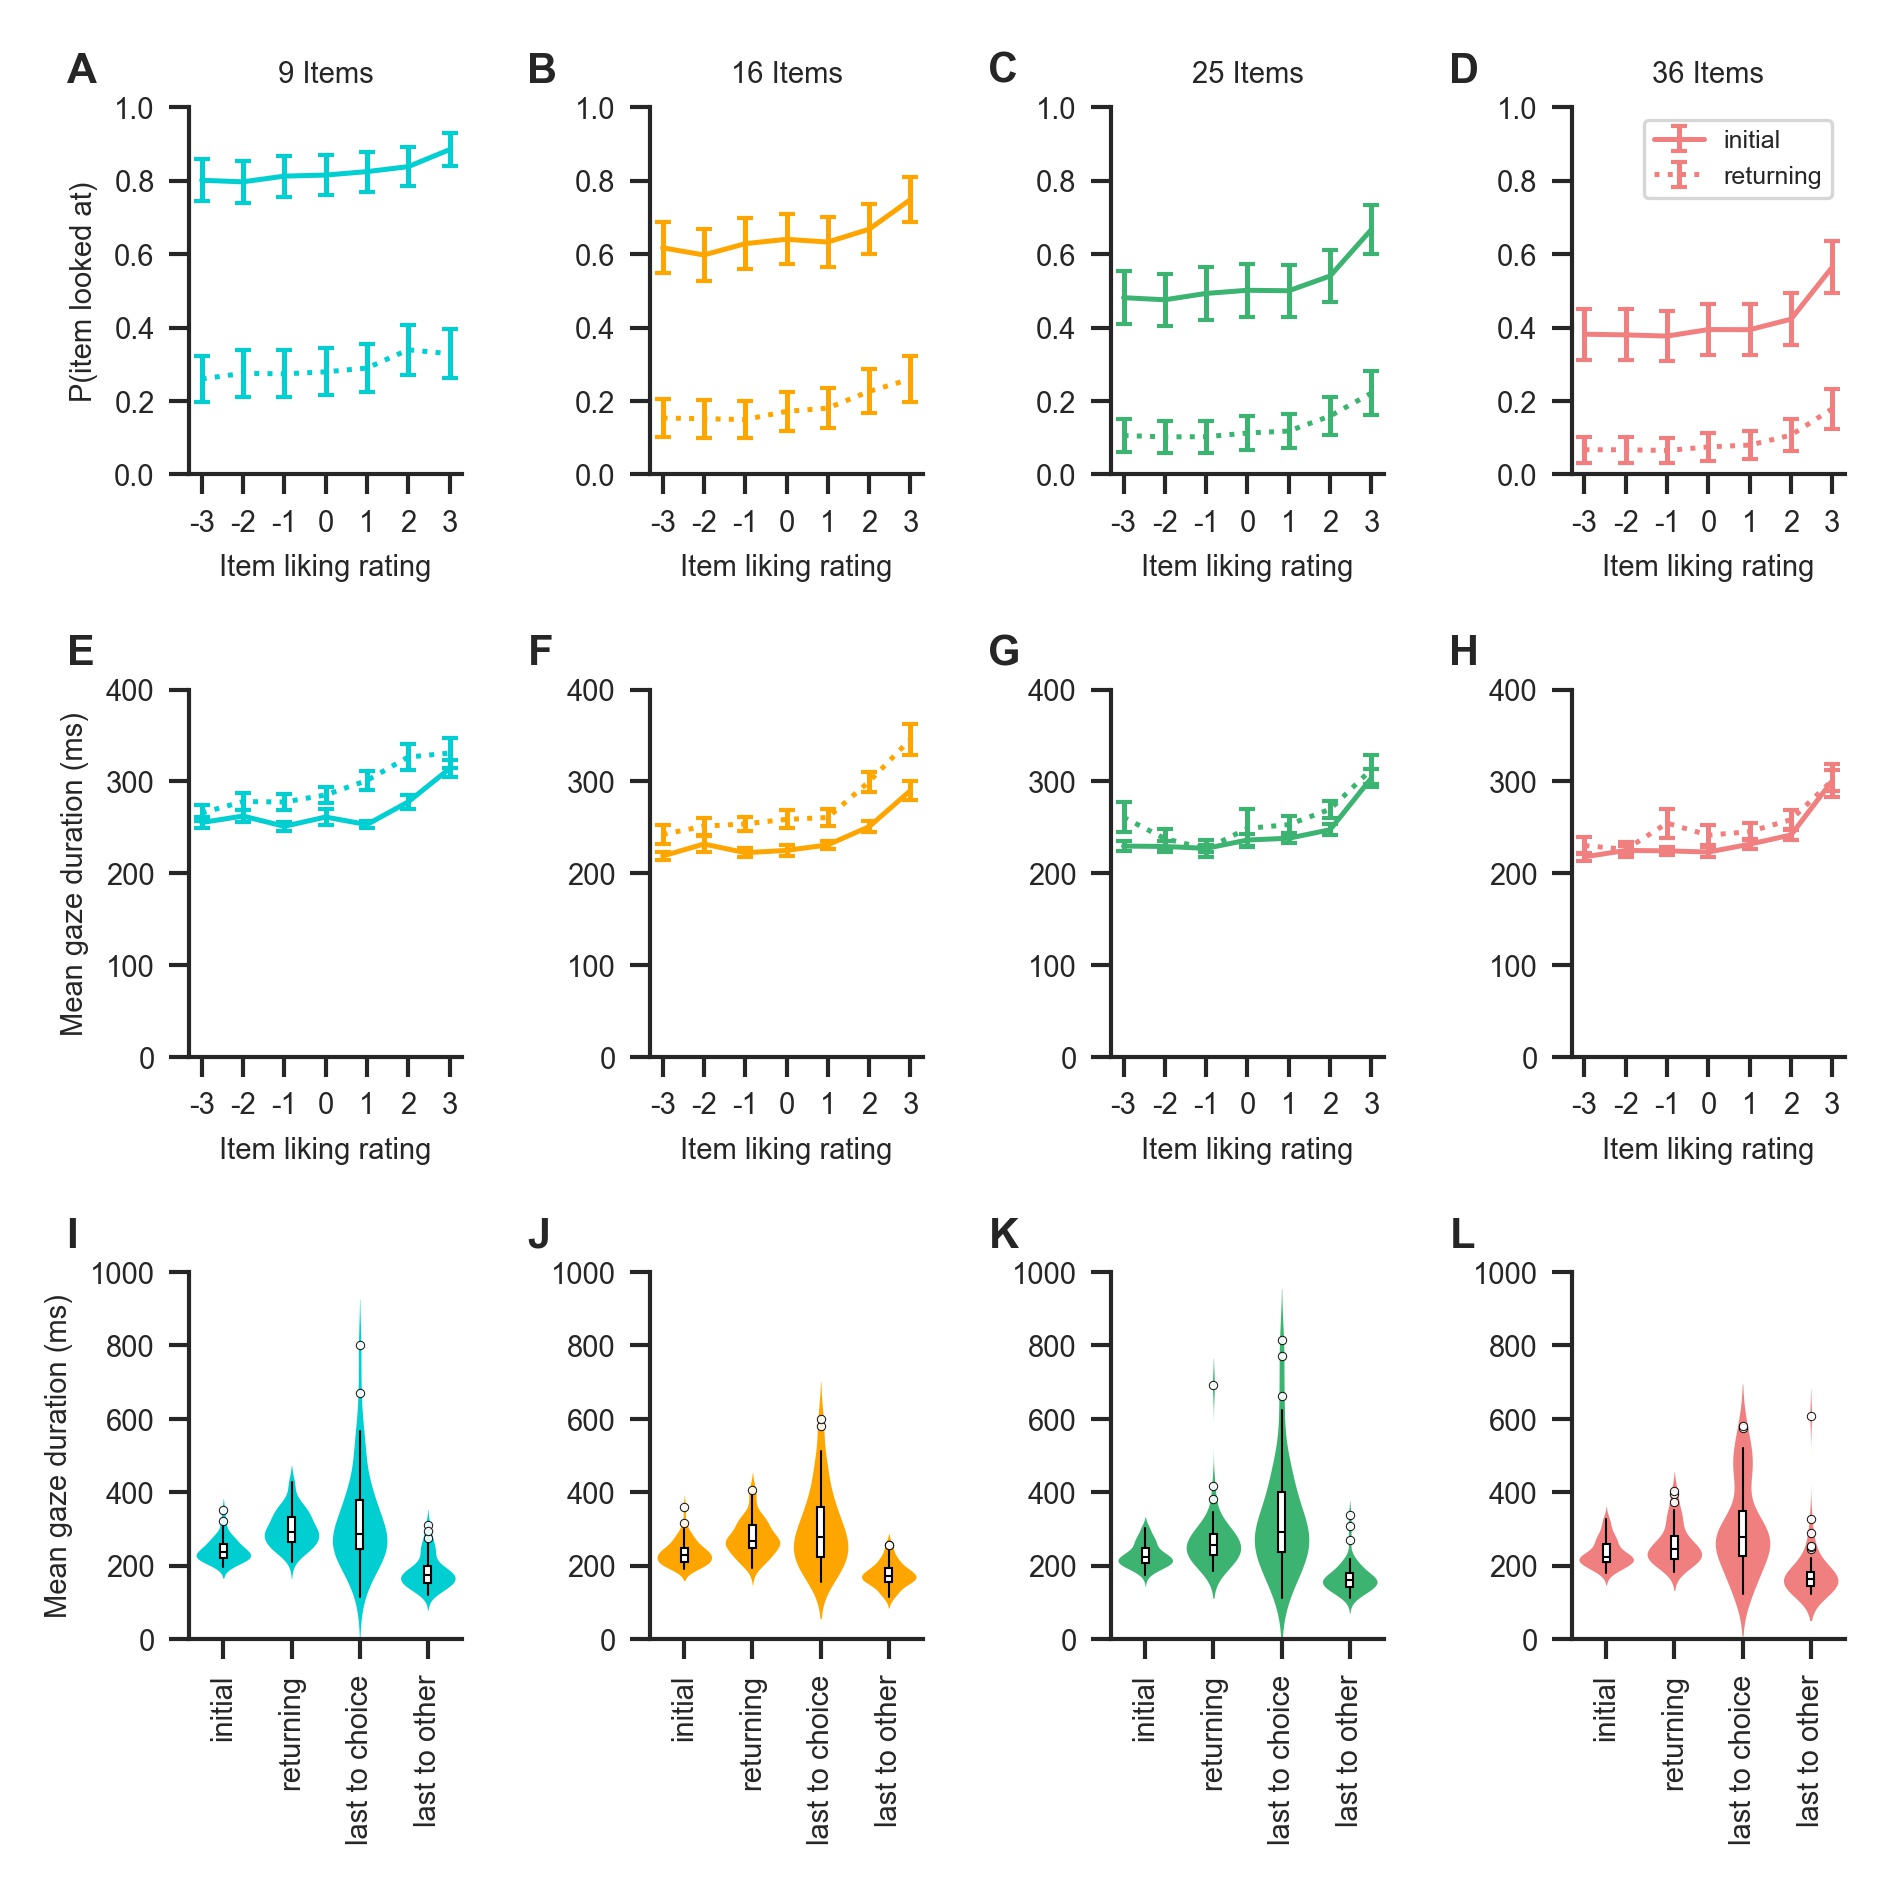 A
9 Items
B
16 Items
C
25 Items
D
36 Items
P(item looked at)
1.0
0.8
0.6
0.4
0.2
0.0
-3 -2 -1 0 1 2 3
Item liking rating
1.0
0.8
0.6
0.4
0.2
0.0
-3 -2 -1 0 1 2 3
Item liking rating
1.0
0.8
0.6
0.4
0.2
0.0
-3 -2 -1 0 1 2 3
Item liking rating
1.0
0.8
0.6
0.4
0.2
0.0
initial
returning
-3 -2 -1 0 1 2 3
Item liking rating
E
Mean gaze duration (ms)
400
300
200
100
0
-3 -2 -1 0 1 2 3
Item liking rating
F
400
300
200
100
0
-3 -2 -1 0 1 2 3
Item liking rating
G
400
300
200
100
0
-3 -2 -1 0 1 2 3
Item liking rating
H
400
300
200
100
0
-3 -2 -1 0 1 2 3
Item liking rating
I
Mean gaze duration (ms)
1000
800
600
400
200
0
initial
returning
last to choice
last to other
J
1000
800
600
400
200
0
initial
returning
last to choice
last to other
K
1000
800
600
400
200
0
initial
returning
last to choice
last to other
L
1000
800
600
400
200
0
initial
returning
last to choice
last to other